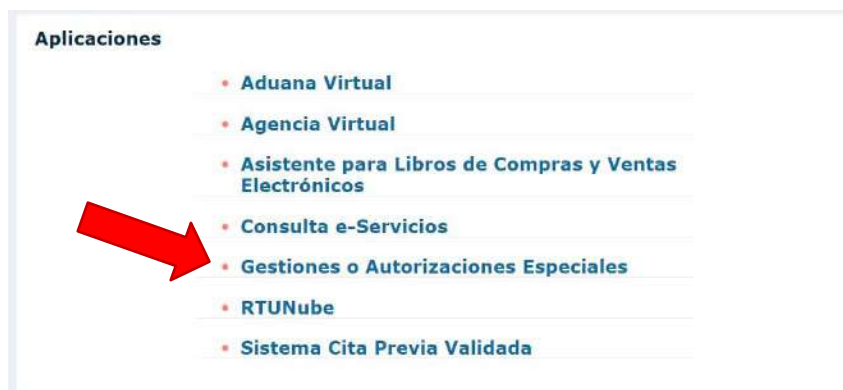 Aplicaciones
Aduana Virtual
Agencia Virtual
Asistente para Libros de Compras y Ventas
Electrónicos
Consulta e-Servicios
Gestiones o Autorizaciones Especiales
RTUNube
Sistema Cita Previa Validada